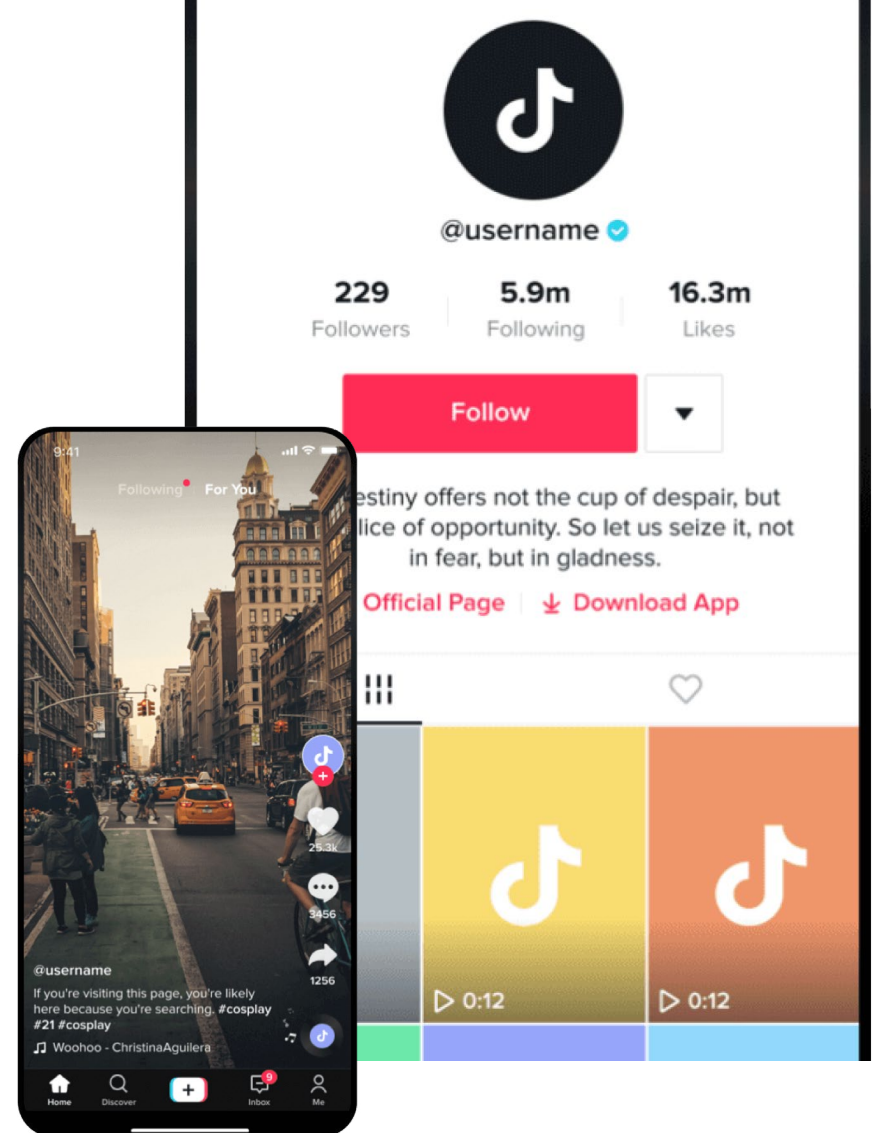 @username
229
5.9m
16.3m
Followers
Following
Likes
Follow
estiny offers not the cup of despair, but
lice of opportunity. So let us seize it, not
in fear, but in gladness.
Official Page
Download App
0:12
0:12
9:41
Following
For You
25.3k
3456
1256
@username
If you're visiting this page, you're likely
here because you're searching. #cosplay
#21 #cosplay
Woohoo - ChristinaAguilera
Home
Discover
9
Inbox
Me